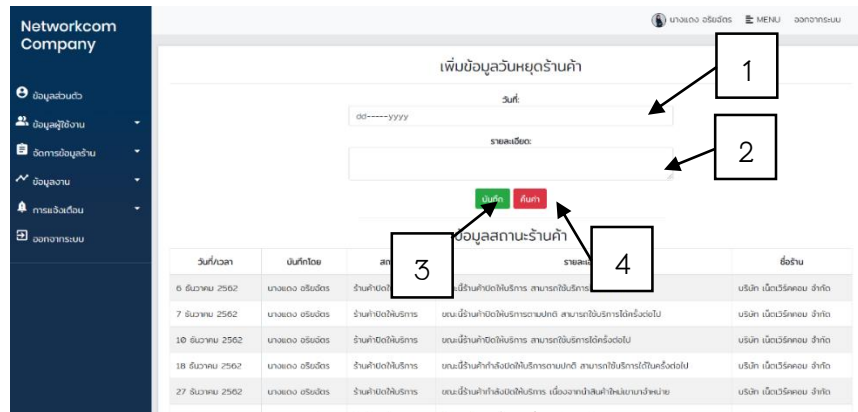 Networkcom
Company
นางแดง อริยฉัตร MENU ออกจากระบบ
ข้อมูลส่วนตัว
ข้อมูลผู้ใช้งาน
จัดการข้อมูลร้าน
ข้อมูลงาน
การแจ้งเตือน
ออกจากระบบ
เพิ่มข้อมูลวันหยุดร้านค้า
1
วันที่:
dd-----yyyy
รายละเอียด:
2
บันทึก คืนค่า
3
4
ข้อมูลสถานะร้านค้า
วันที่/เวลา บันทึกโดย ชื่อร้าน
6 ธันวาคม 2562 นางแดง อริยฉัตร สามารถใช้บริการ บริษัท เน็ตเวิร์คคอม จำกัด
7 ธันวาคม 2562 นางแดง อริยฉัตร ร้านค้าปิดให้บริการ ขณะนี้ร้านค้าปิดให้บริการตามปกติ สามารถใช้บริการได้ครั้งต่อไป บริษัท เน็ตเวิร์คคอม จำกัด
10 ธันวาคม 2562 นางแดง อริยฉัตร ร้านค้าปิดให้บริการ ขณะนี้ร้านค้าปิดให้บริการ สามารถใช้บริการได้ครั้งต่อไป บริษัท เน็ตเวิร์คคอม จำกัด
18 ธันวาคม 2562 นางแดง อริยฉัตร ร้านค้าปิดให้บริการ ขณะนี้ร้านค้ากำลังปิดให้บริการตามปกติ สามารถใช้บริการได้ในครั้งต่อไป บริษัท เน็ตเวิร์คคอม จำกัด
27 ธันวาคม 2562 นางแดง อริยฉัตร ร้านค้าปิดให้บริการ ขณะนี้ร้านค้ากำลังปิดให้บริการ เนื่องจากนำสินค้าใหม่เข้ามาจำหน่าย บริษัท เน็ตเวิร์คคอม จำกัด